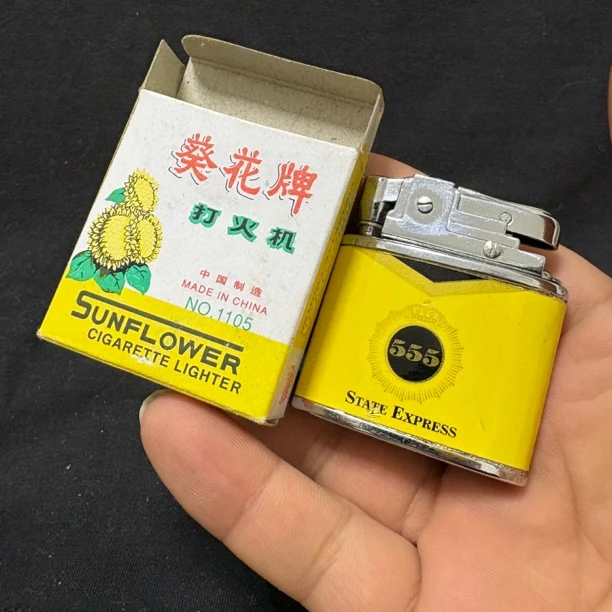 葵花牌
打火机
中国制造
MADE IN CHINA
NO.1105
SUNFLOWER
CIGARETTE LIGHTER
555
STATE EXPRESS